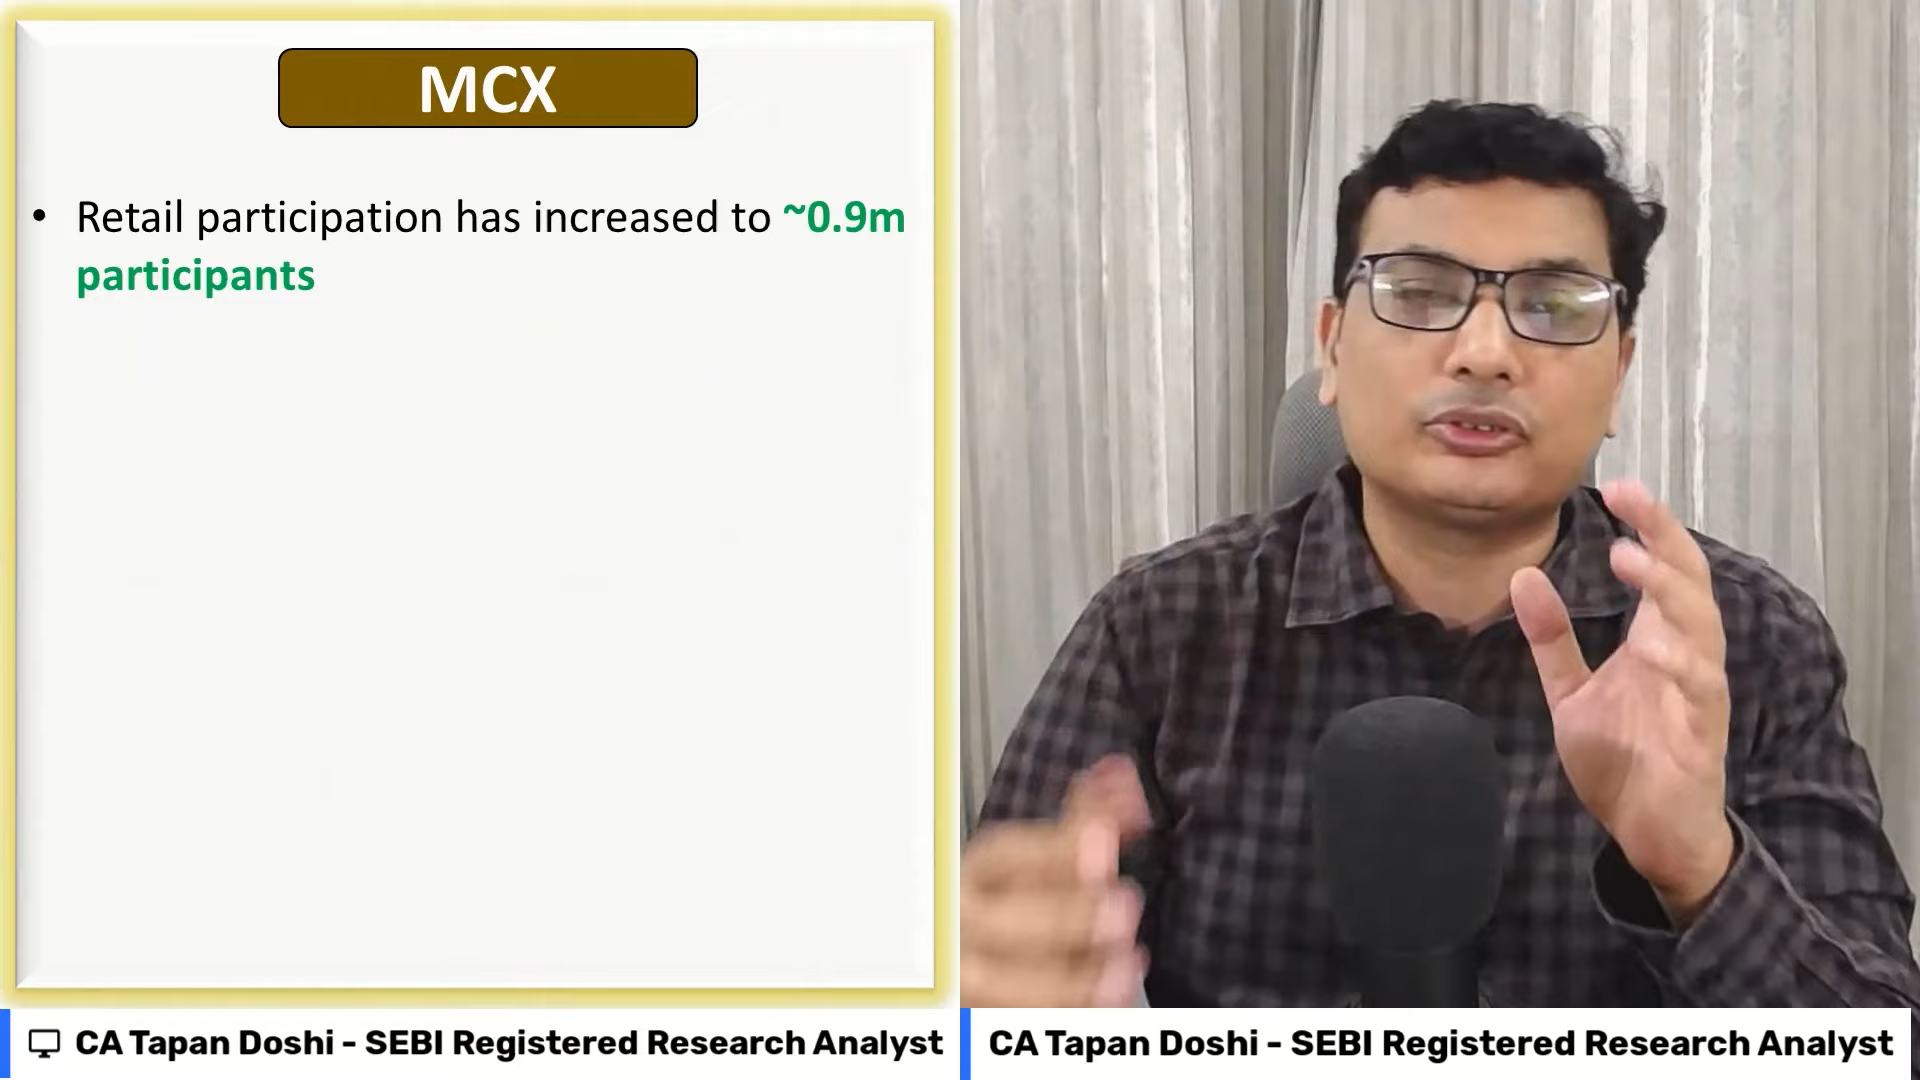 MCX
• Retail participation has increased to ~0.9m
participants
CA Tapan Doshi - SEBI Registered Research Analyst
CA Tapan Doshi - SEBI Registered Research Analyst